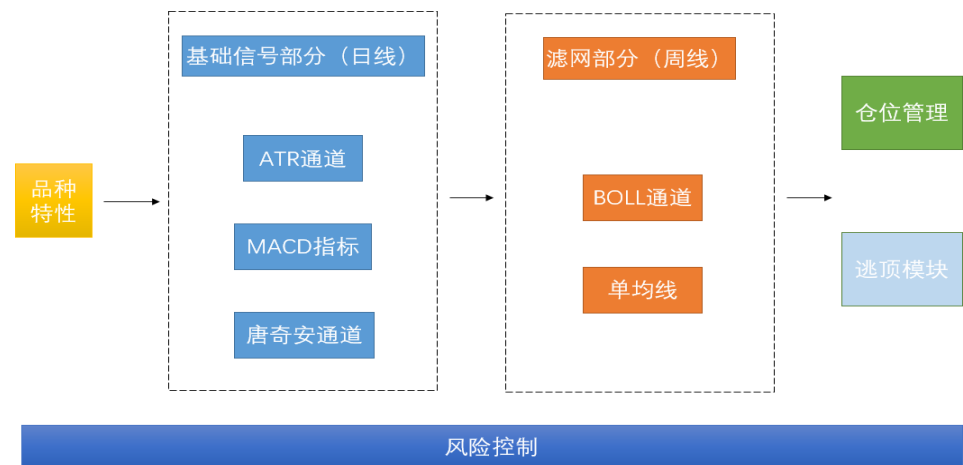 品种
特性
基础信号部分（日线）
ATR通道
MACD指标
唐奇安通道
滤网部分（周线）
BOLL通道
单均线
仓位管理
逃顶模块
风险控制